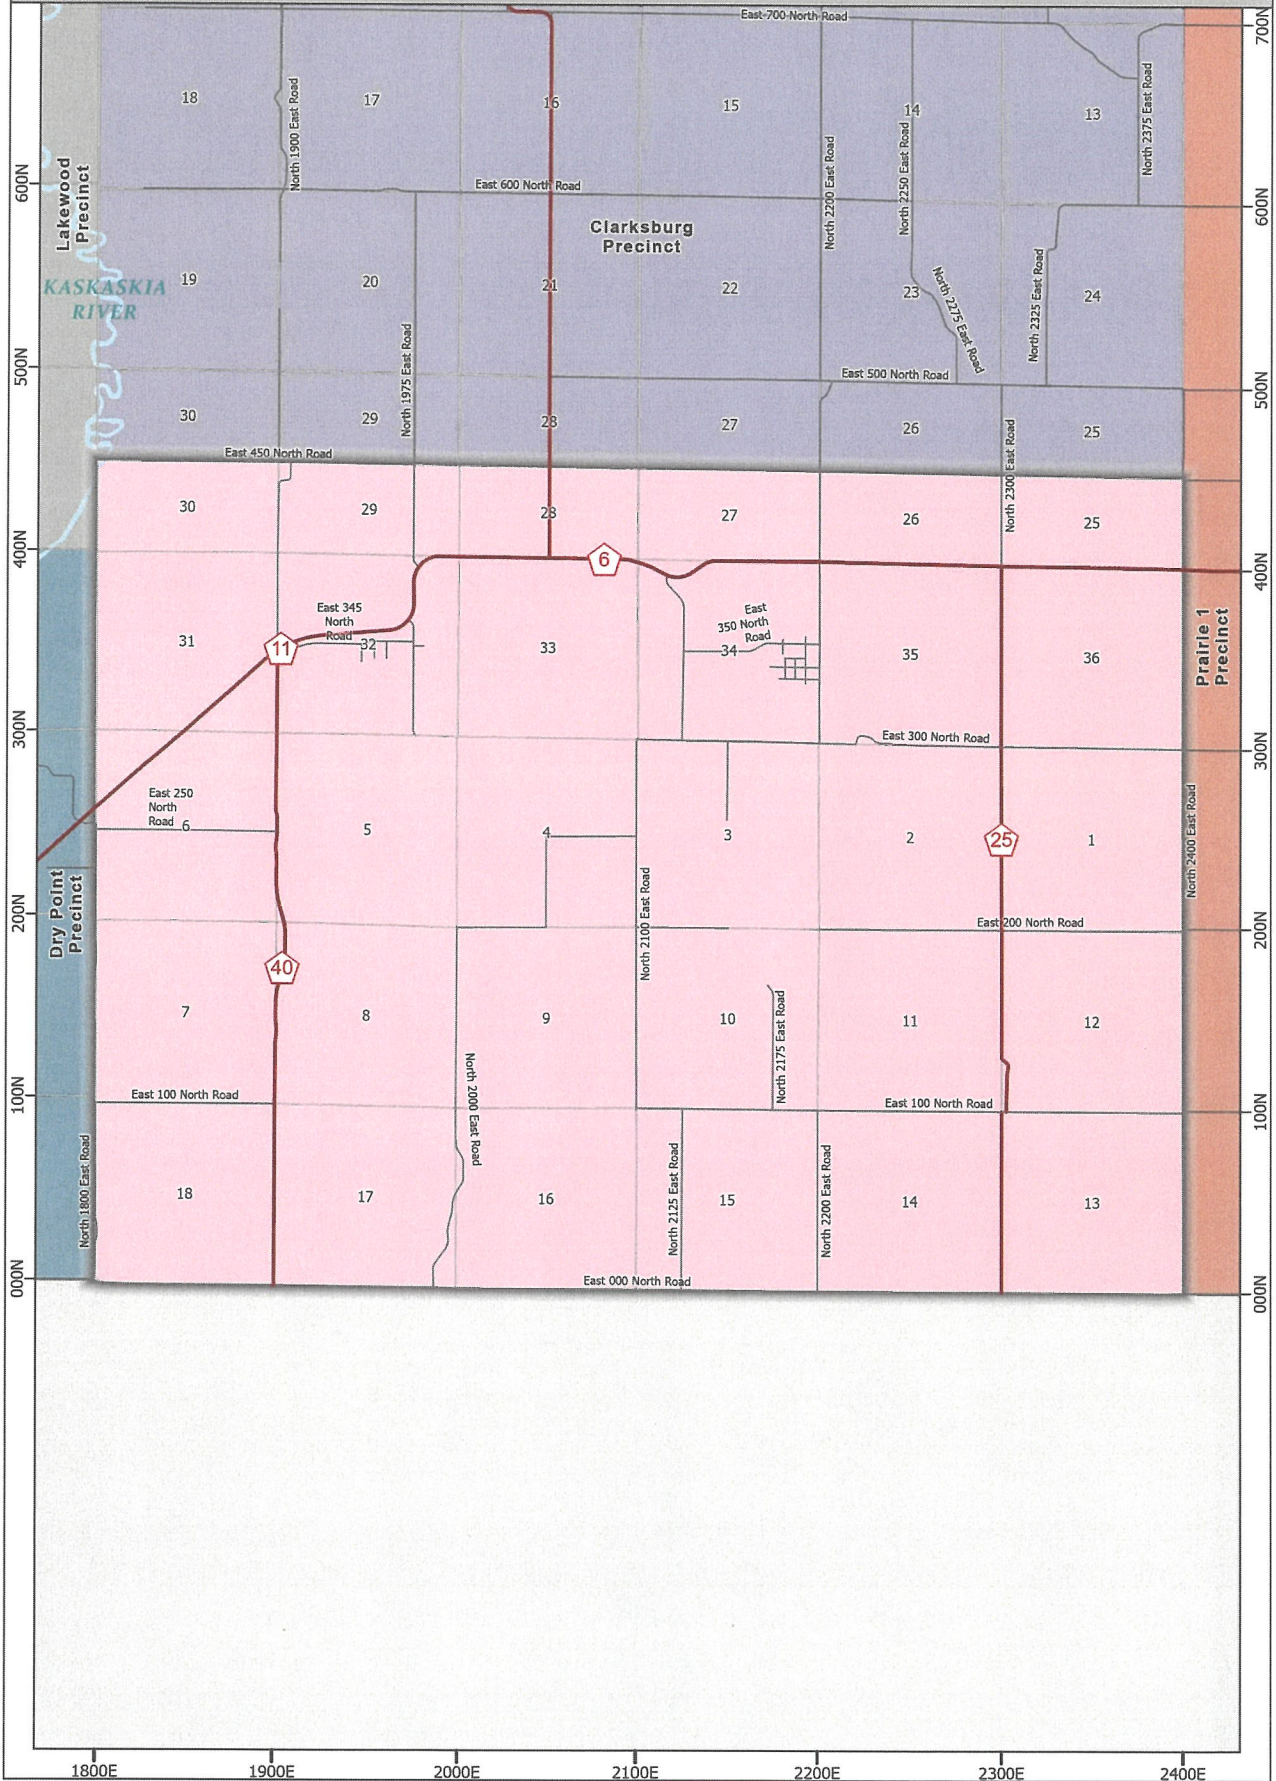 East 700 North Road
700N
18
17
16
15
14
13
North 1900 East Road
North 2200 East Road
North 2250 East Road
North 2375 East Road
Lakewood
Precinct
600N
East 600 North Road
600N
Clarksburg
Precinct
KASKASKIA
RIVER
19
20
21
22
23
24
North 2275 East Road
North 2325 East Road
North 1975 East Road
500N
East 500 North Road
500N
30
29
28
27
26
25
East 450 North Road
North 2300 East Road
30
29
28
27
26
25
400N
6
400N
East 345
North
Road
East
350 North
Road
31
11
32
33
34
35
36
Prairie 1
Precinct
300N
East 300 North Road
300N
East 250
North
Road
6
5
4
3
2
25
1
North 2400 East Road
Dry Point
Precinct
200N
North 2100 East Road
East 200 North Road
200N
40
7
8
9
10
11
12
North 2175 East Road
North 2000 East Road
100N
East 100 North Road
East 100 North Road
100N
North 1800 East Road
18
17
16
North 2125 East Road
15
North 2200 East Road
14
13
000N
East 000 North Road
000N
1800E
1900E
2000E
2100E
2200E
2300E
2400E